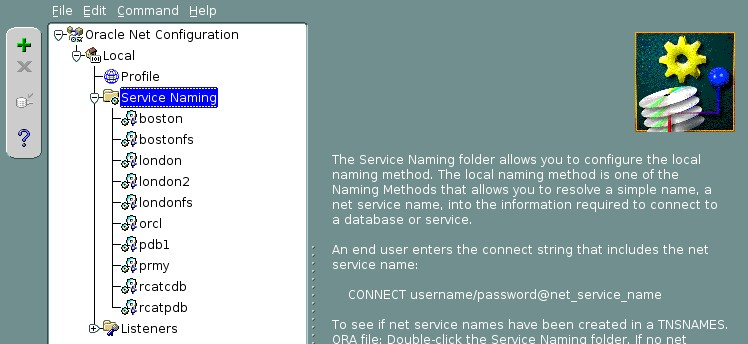 File Edit Command Help
Oracle Net Configuration
Local
Profile
Service Naming
boston
bostonfs
london
london2
londonfs
orcl
pdb1
prmy
rcatcdb
rcatpdb
Listeners
The Service Naming folder allows you to configure the local
naming method. The local naming method is one of the
Naming Methods that allows you to resolve a simple name, a
net service name, into the information required to connect to
a database or service.
An end user enters the connect string that includes the net
service name:
CONNECT username/password@net_service_name
To see if net service names have been created in a TNSNAMES.
ORA file: Double-click the Service Naming folder. If no net